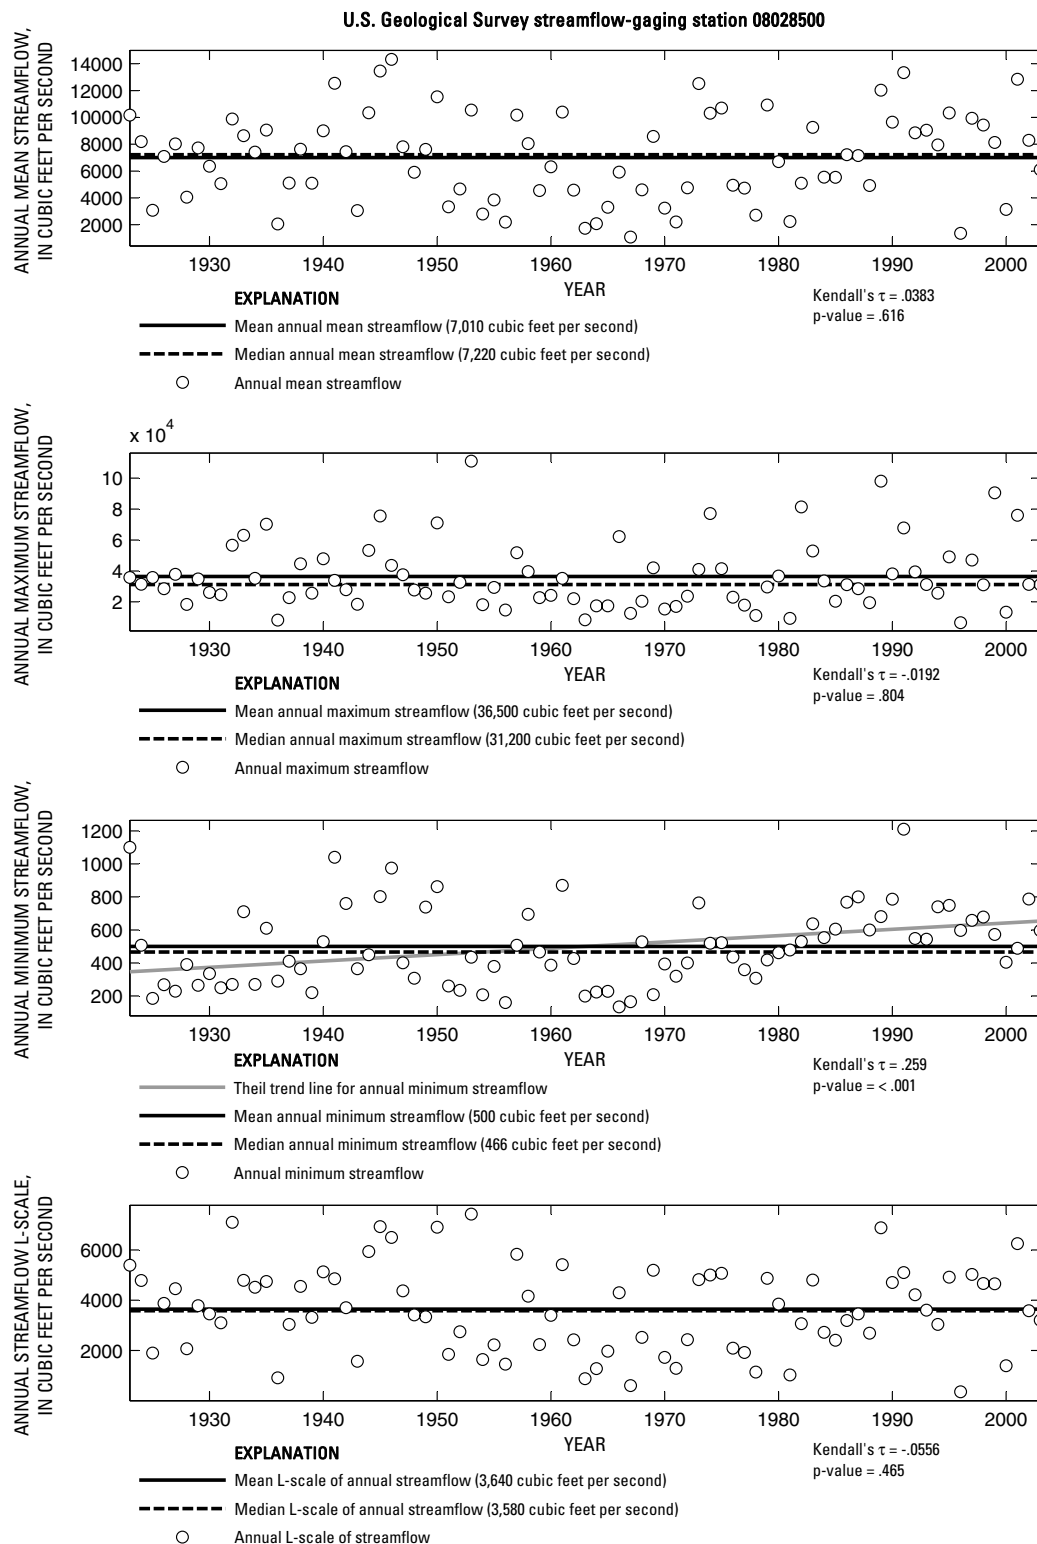 U.S. Geological Survey streamflow-gaging station 08028500
ANNUAL MEAN STREAMFLOW,
IN CUBIC FEET PER SECOND
14000
12000
10000
8000
6000
4000
2000
1930 1940 1950 1960 1970 1980 1990 2000
YEAR
EXPLANATION
Mean annual mean streamflow (7,010 cubic feet per second)
Median annual mean streamflow (7,220 cubic feet per second)
Annual mean streamflow
Kendall's τ = .0383
p-value = .616
ANNUAL MAXIMUM STREAMFLOW,
IN CUBIC FEET PER SECOND
x 10^4
10
8
6
4
2
1930 1940 1950 1960 1970 1980 1990 2000
YEAR
EXPLANATION
Mean annual maximum streamflow (36,500 cubic feet per second)
Median annual maximum streamflow (31,200 cubic feet per second)
Annual maximum streamflow
Kendall's τ = -.0192
p-value = .804
ANNUAL MINIMUM STREAMFLOW,
IN CUBIC FEET PER SECOND
1200
1000
800
600
400
200
1930 1940 1950 1960 1970 1980 1990 2000
YEAR
EXPLANATION
Theil trend line for annual minimum streamflow
Mean annual minimum streamflow (500 cubic feet per second)
Median annual minimum streamflow (466 cubic feet per second)
Annual minimum streamflow
Kendall's τ = .259
p-value = < .001
ANNUAL STREAMFLOW L-SCALE,
IN CUBIC FEET PER SECOND
6000
4000
2000
1930 1940 1950 1960 1970 1980 1990 2000
YEAR
EXPLANATION
Mean L-scale of annual streamflow (3,640 cubic feet per second)
Median L-scale of annual streamflow (3,580 cubic feet per second)
Annual L-scale of streamflow
Kendall's τ = -.0556
p-value = .465